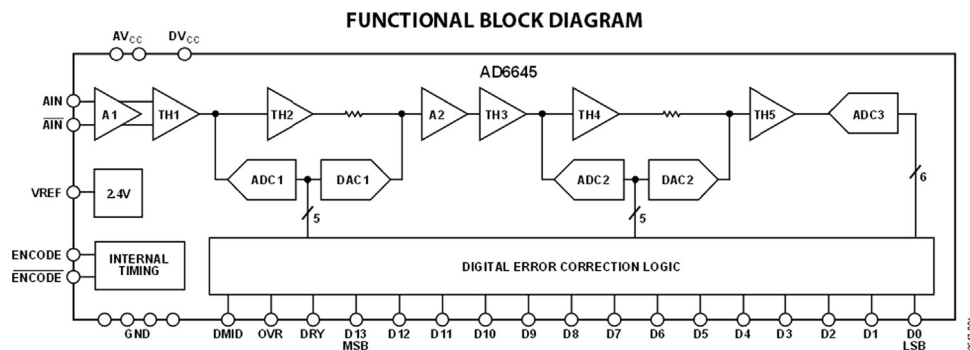 FUNCTIONAL BLOCK DIAGRAM
AVCC DVCC
AD6645
AIN
AIN
A1 TH1 TH2 A2 TH3 TH4 TH5 ADC3
ADC1 DAC1 ADC2 DAC2
VREF 2.4V
5 5 6
ENCODE
ENCODE
INTERNAL
TIMING
DIGITAL ERROR CORRECTION LOGIC
GND DMID OVR DRY D13 D12 D11 D10 D9 D8 D7 D6 D5 D4 D3 D2 D1 D0
MSB LSB